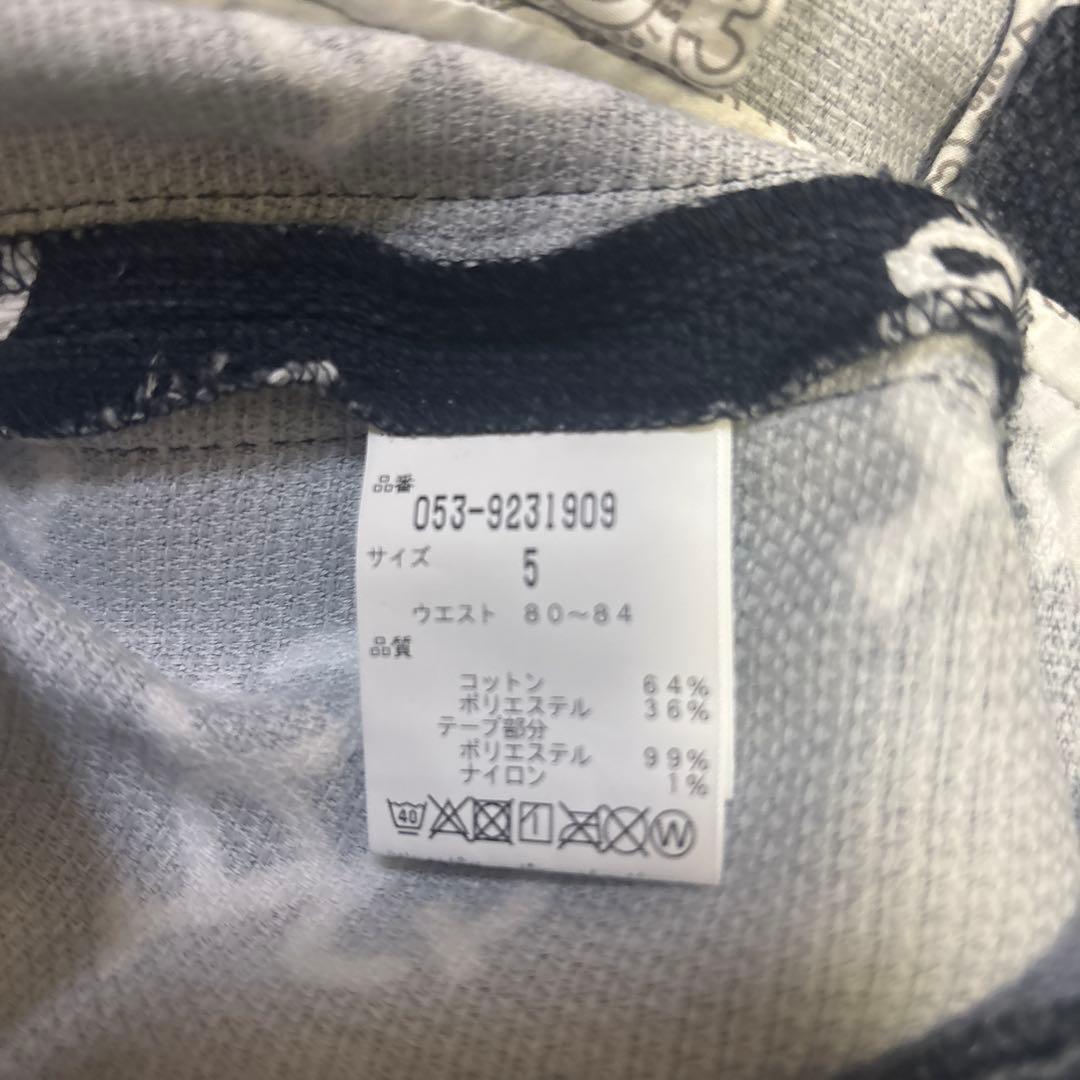 品番
053-9231909
サイズ 5
ウエスト 80～84
品質
コットン 64%
ポリエステル 36%
テープ部分
ポリエステル 99%
ナイロン 1%
40
W